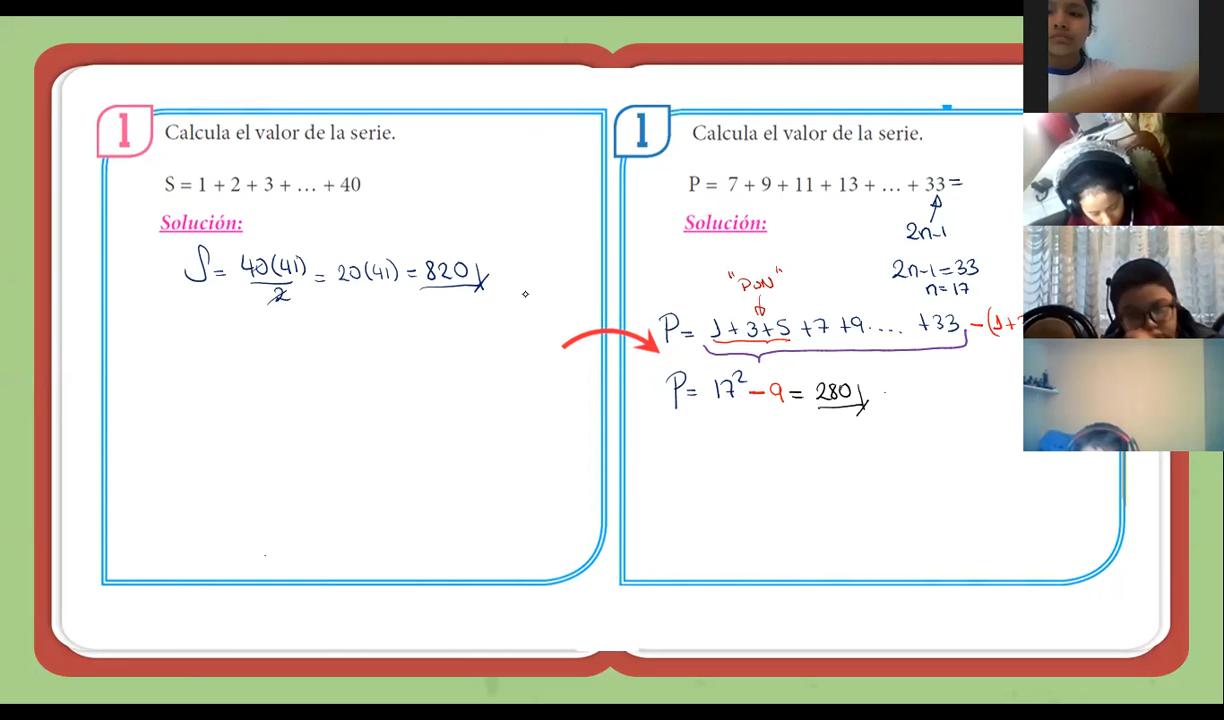 1
Calcula el valor de la serie.
S = 1 + 2 + 3 + ... + 40
Solución:
S = 40(41)/2 = 20(41) = 820
1
Calcula el valor de la serie.
P = 7 + 9 + 11 + 13 + ... + 33 =
Solución:
2n-1
2n-1=33
n=17
P= 1+3+5+7+9.... +33 -(1+
P= 17² -9 = 280